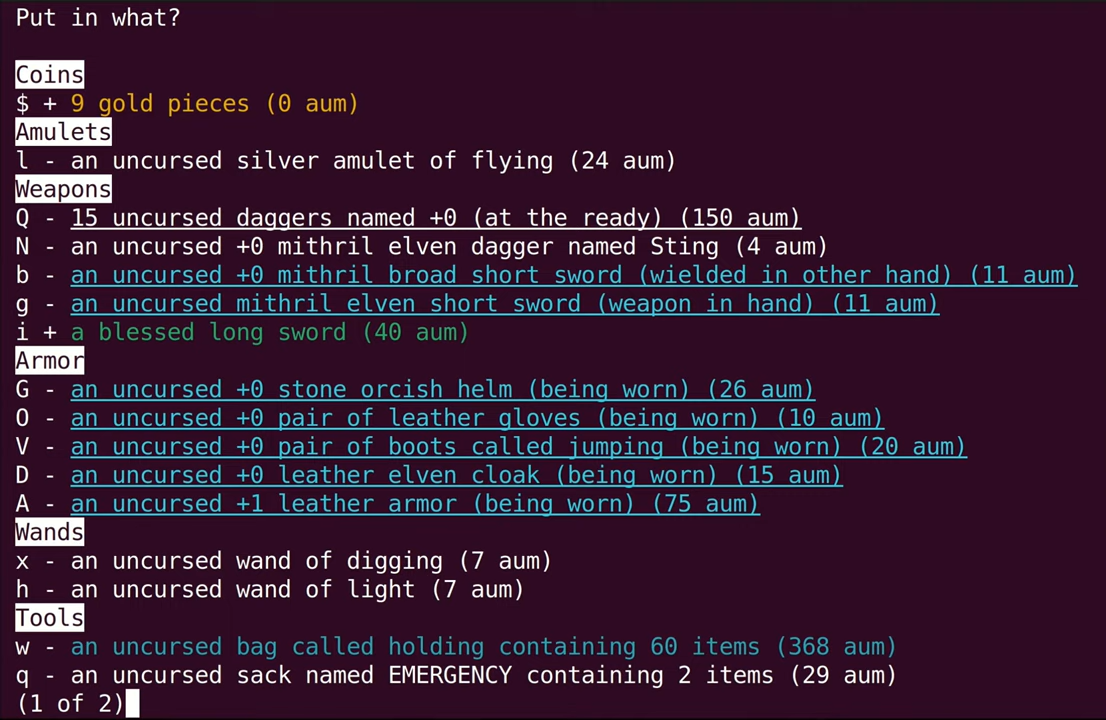 Put in what?
Coins
$ + 9 gold pieces (0 aum)
Amulets
l - an uncursed silver amulet of flying (24 aum)
Weapons
Q - 15 uncursed daggers named +0 (at the ready) (150 aum)
N - an uncursed +0 mithril elven dagger named Sting (4 aum)
b - an uncursed +0 mithril broad short sword (wielded in other hand) (11 aum)
g - an uncursed mithril elven short sword (weapon in hand) (11 aum)
i + a blessed long sword (40 aum)
Armor
G - an uncursed +0 stone orcish helm (being worn) (26 aum)
O - an uncursed +0 pair of leather gloves (being worn) (10 aum)
V - an uncursed +0 pair of boots called jumping (being worn) (20 aum)
D - an uncursed +0 leather elven cloak (being worn) (15 aum)
A - an uncursed +1 leather armor (being worn) (75 aum)
Wands
x - an uncursed wand of digging (7 aum)
h - an uncursed wand of light (7 aum)
Tools
w - an uncursed bag called holding containing 60 items (368 aum)
q - an uncursed sack named EMERGENCY containing 2 items (29 aum)
(1 of 2)